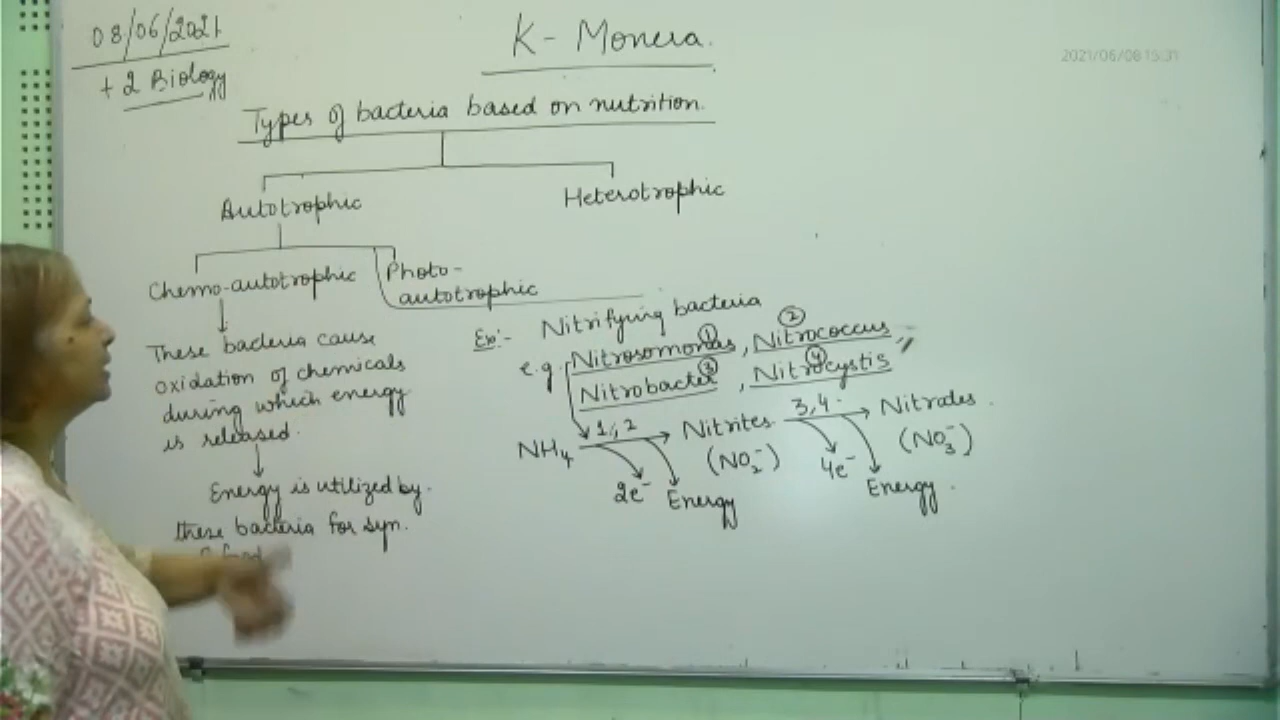 08/06/2021
+2 Biology
K- Monera.
2021/06/08 15:31
Types of bacteria based on nutrition.
Autotrophic
Heterotrophic
Chemo-autotrophic
Photo-
autotrophic
These bacteria cause
oxidation of chemicals
during which energy
is released.
Energy is utilized by
these bacteria for syn.
Ex:- Nitrifying bacteria
e.g. Nitrosomonas ①, Nitrococcus ②,
Nitrobacter ③, Nitrocystis ④
NH₄ 1, 2 Nitrites 3,4. Nitrates.
(NO₂⁻) (NO₃⁻)
2e⁻ Energy 4e⁻ Energy.